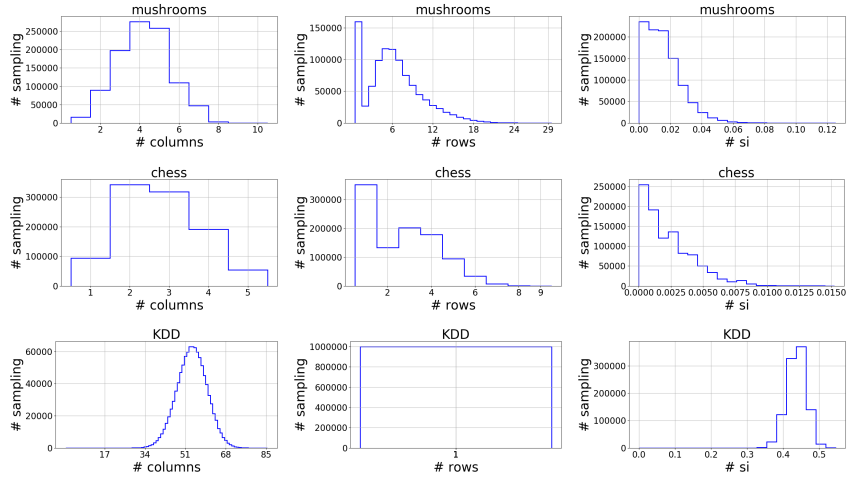 mushrooms
# sampling
250000
200000
150000
100000
50000
0
2 4 6 8 10
# columns
mushrooms
# sampling
150000
100000
50000
0
6 12 18 24 29
# rows
mushrooms
# sampling
200000
150000
100000
50000
0
0.00 0.02 0.04 0.06 0.08 0.10 0.12
# si
chess
# sampling
300000
200000
100000
0
1 2 3 4 5
# columns
chess
# sampling
300000
200000
100000
0
2 4 6 8 9
# rows
chess
# sampling
250000
200000
150000
100000
50000
0
0.0000 0.0025 0.0050 0.0075 0.0100 0.0125 0.0150
# si
KDD
# sampling
60000
40000
20000
0
17 34 51 68 85
# columns
KDD
# sampling
1000000
800000
600000
400000
200000
0
1
# rows
KDD
# sampling
300000
200000
100000
0
0.0 0.1 0.2 0.3 0.4 0.5
# si